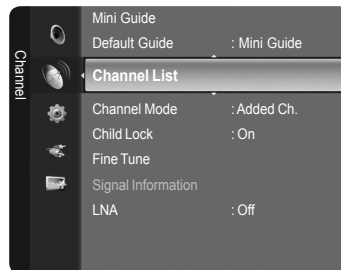 Channel
Mini Guide
Default Guide : Mini Guide
Channel List
Channel Mode : Added Ch.
Child Lock : On
Fine Tune
Signal Information
LNA : Off